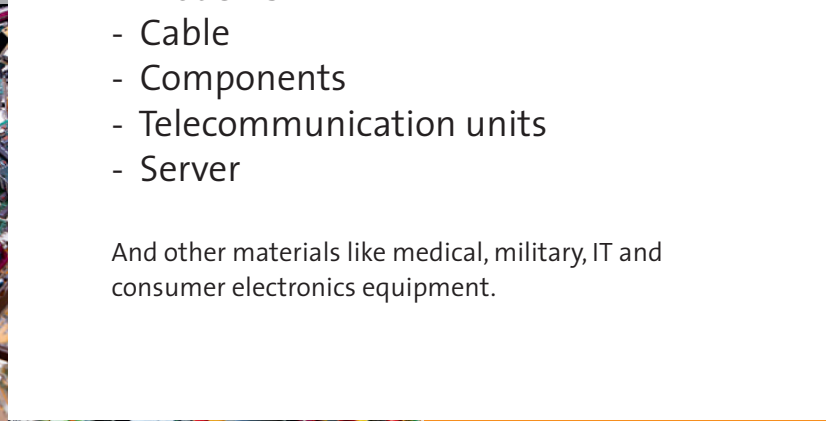 - Cable
- Components
- Telecommunication units
- Server
And other materials like medical, military, IT and
consumer electronics equipment.